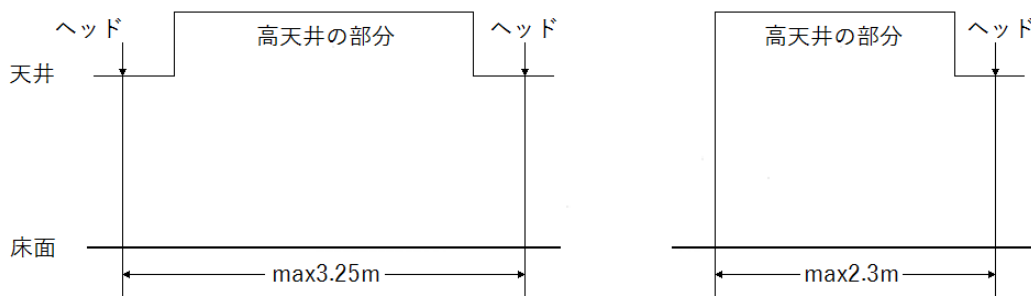 ヘッド 高天井の部分 ヘッド
天井
床面
max3.25m
高天井の部分 ヘッド
max2.3m